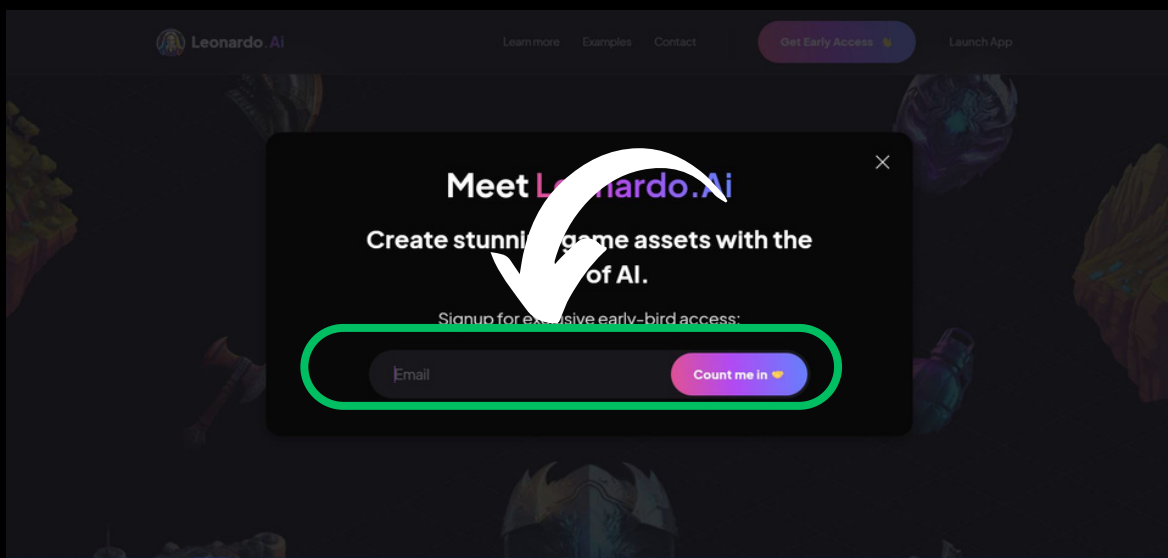 Leonardo.Ai
Learn more Examples Contact Get Early Access 👋 Launch App
Meet Leonardo.Ai
Create stunning game assets with the
of AI.
Signup for exclusive early-bird access:
Email Count me in 🤝